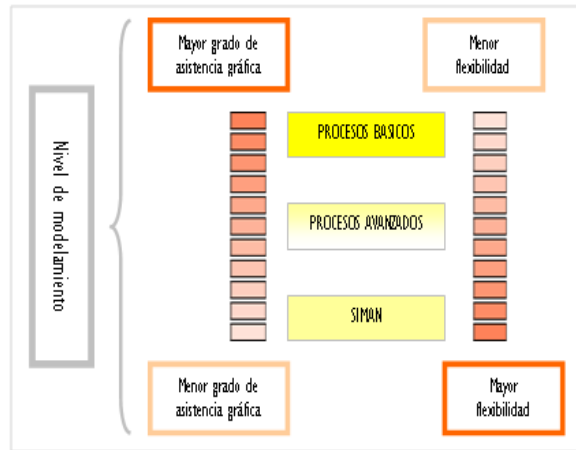 Mayor grado de
asistencia gráfica
Menor
flexibilidad
Nivel de modelamiento
PROCESOS BASICOS
PROCESOS AVANZADOS
SIMAN
Menor grado de
asistencia gráfica
Mayor
flexibilidad